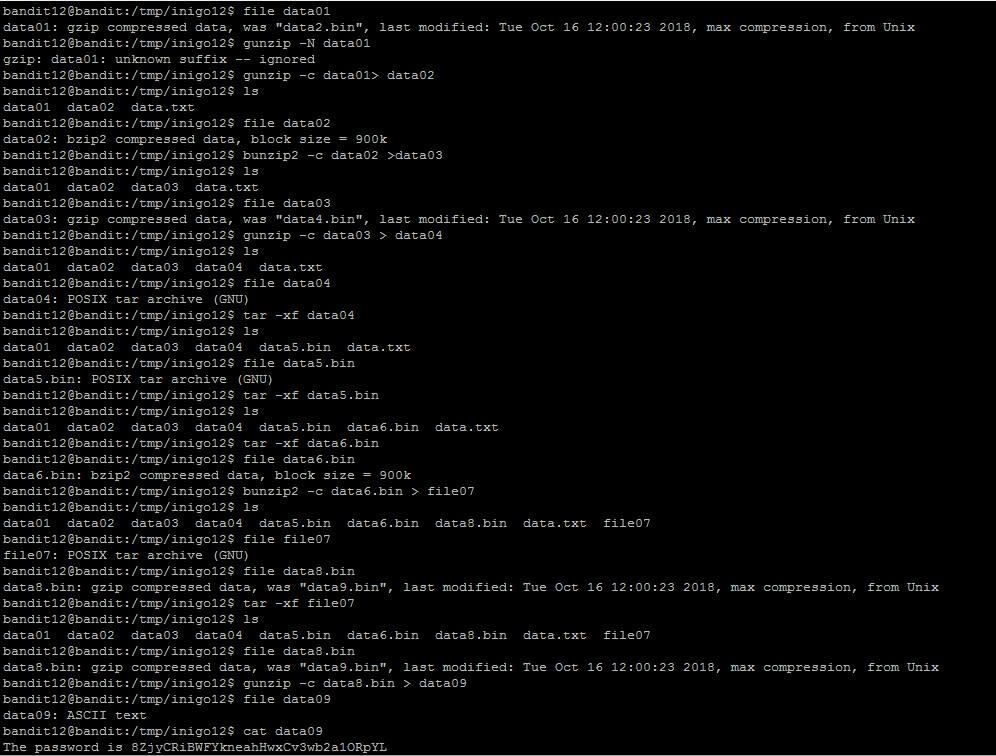 bandit12@bandit:/tmp/inigo12$ file data01
data01: gzip compressed data, was "data2.bin", last modified: Tue Oct 16 12:00:23 2018, max compression, from Unix
bandit12@bandit:/tmp/inigo12$ gunzip -N data01
gzip: data01: unknown suffix -- ignored
bandit12@bandit:/tmp/inigo12$ gunzip -c data01> data02
bandit12@bandit:/tmp/inigo12$ ls
data01  data02  data.txt
bandit12@bandit:/tmp/inigo12$ file data02
data02: bzip2 compressed data, block size = 900k
bandit12@bandit:/tmp/inigo12$ bunzip2 -c data02 >data03
bandit12@bandit:/tmp/inigo12$ ls
data01  data02  data03  data.txt
bandit12@bandit:/tmp/inigo12$ file data03
data03: gzip compressed data, was "data4.bin", last modified: Tue Oct 16 12:00:23 2018, max compression, from Unix
bandit12@bandit:/tmp/inigo12$ gunzip -c data03 > data04
bandit12@bandit:/tmp/inigo12$ ls
data01  data02  data03  data04  data.txt
bandit12@bandit:/tmp/inigo12$ file data04
data04: POSIX tar archive (GNU)
bandit12@bandit:/tmp/inigo12$ tar -xf data04
bandit12@bandit:/tmp/inigo12$ ls
data01  data02  data03  data04  data5.bin  data.txt
bandit12@bandit:/tmp/inigo12$ file data5.bin
data5.bin: POSIX tar archive (GNU)
bandit12@bandit:/tmp/inigo12$ tar -xf data5.bin
bandit12@bandit:/tmp/inigo12$ ls
data01  data02  data03  data04  data5.bin  data6.bin  data.txt
bandit12@bandit:/tmp/inigo12$ tar -xf data6.bin
bandit12@bandit:/tmp/inigo12$ file data6.bin
data6.bin: bzip2 compressed data, block size = 900k
bandit12@bandit:/tmp/inigo12$ bunzip2 -c data6.bin > file07
bandit12@bandit:/tmp/inigo12$ ls
data01  data02  data03  data04  data5.bin  data6.bin  data8.bin  data.txt  file07
bandit12@bandit:/tmp/inigo12$ file file07
file07: POSIX tar archive (GNU)
bandit12@bandit:/tmp/inigo12$ file data8.bin
data8.bin: gzip compressed data, was "data9.bin", last modified: Tue Oct 16 12:00:23 2018, max compression, from Unix
bandit12@bandit:/tmp/inigo12$ tar -xf file07
bandit12@bandit:/tmp/inigo12$ ls
data01  data02  data03  data04  data5.bin  data6.bin  data8.bin  data.txt  file07
bandit12@bandit:/tmp/inigo12$ file data8.bin
data8.bin: gzip compressed data, was "data9.bin", last modified: Tue Oct 16 12:00:23 2018, max compression, from Unix
bandit12@bandit:/tmp/inigo12$ gunzip -c data8.bin > data09
bandit12@bandit:/tmp/inigo12$ file data09
data09: ASCII text
bandit12@bandit:/tmp/inigo12$ cat data09
The password is 8ZjyCRiBWFYkneahHwxCv3wb2a1ORpYL